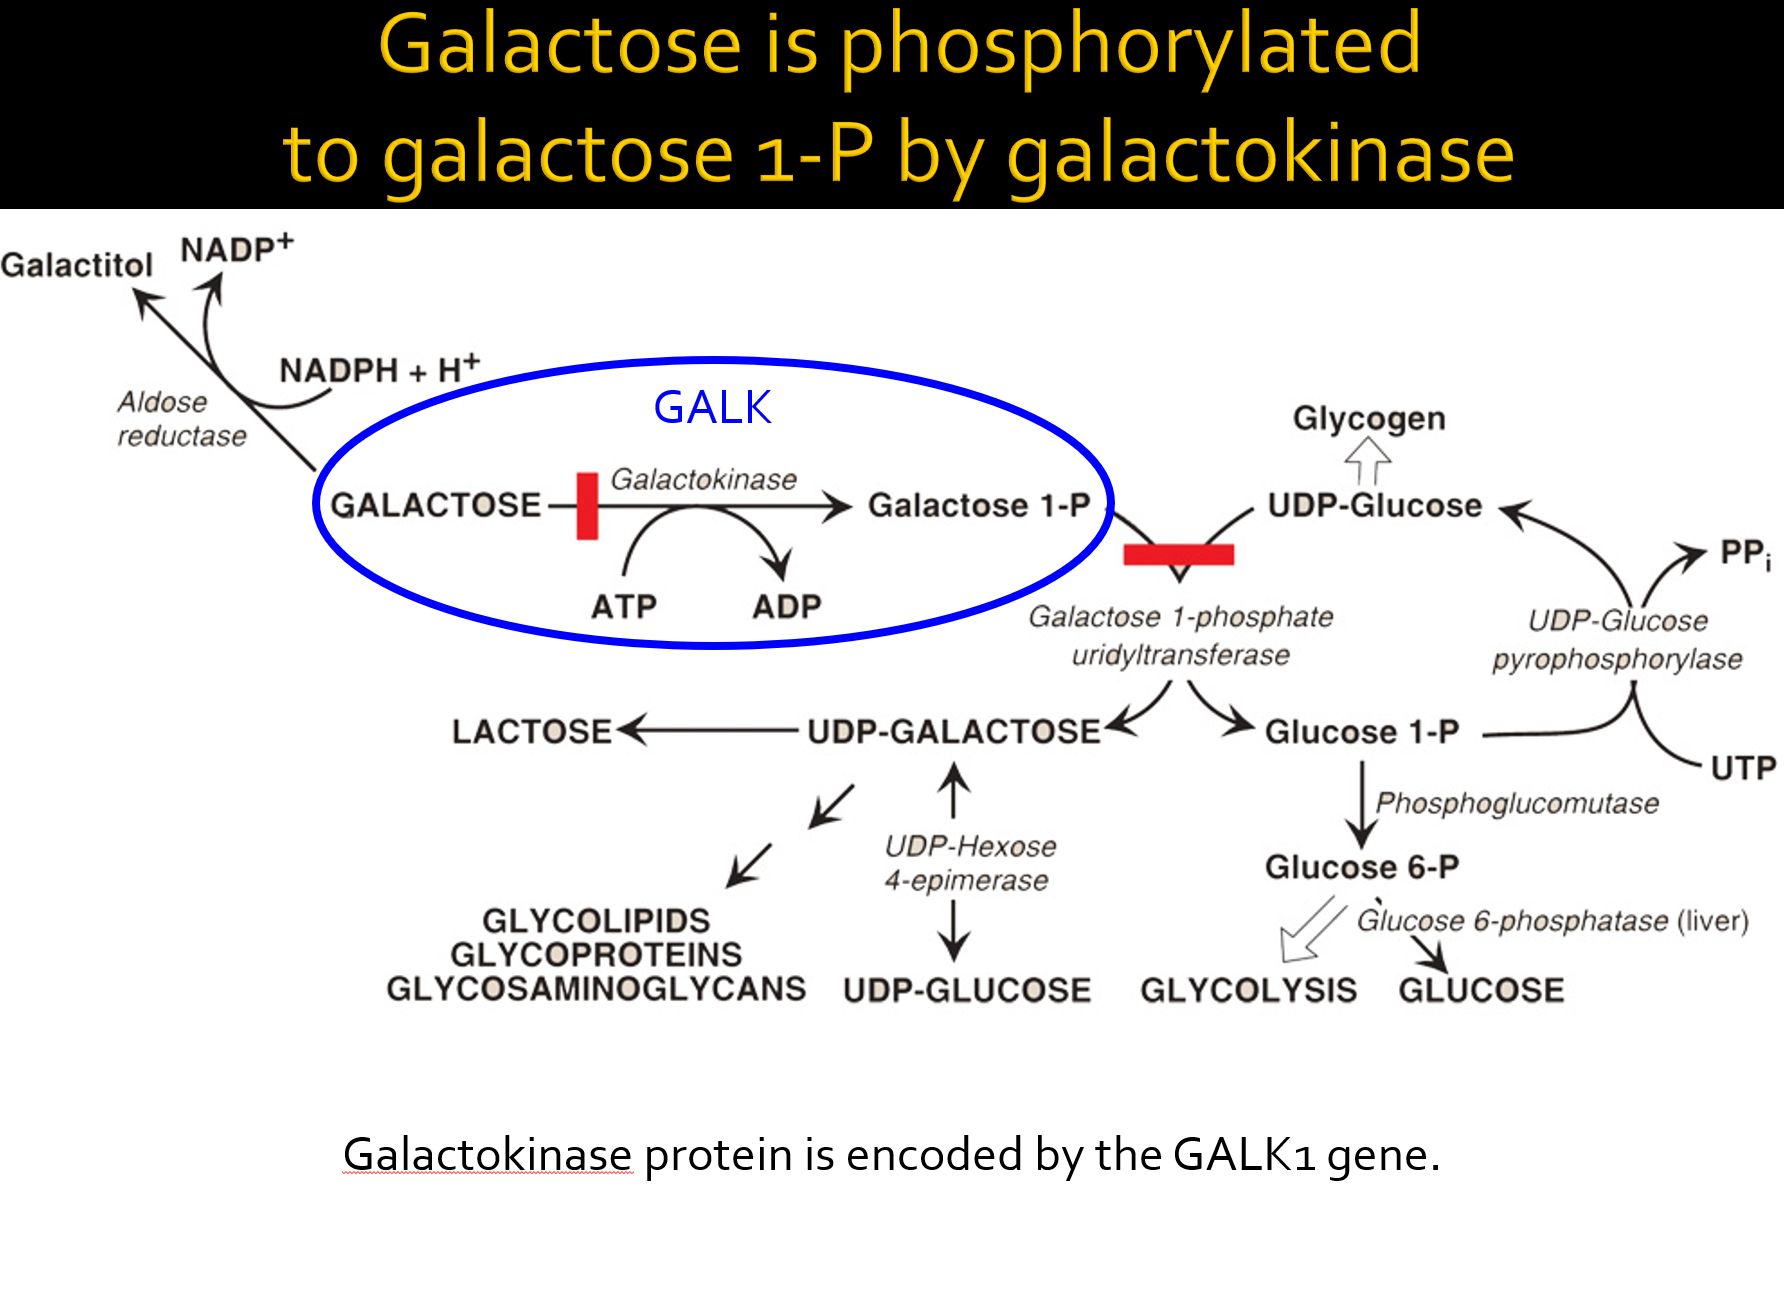 Galactose is phosphorylated
to galactose 1-P by galactokinase
Galactitol
NADP+
NADPH + H+
Aldose
reductase
GALK
GALACTOSE
Galactokinase
Galactose 1-P
ATP
ADP
Glycogen
UDP-Glucose
PPi
Galactose 1-phosphate
uridyltransferase
UDP-Glucose
pyrophosphorylase
LACTOSE
UDP-GALACTOSE
Glucose 1-P
UTP
Phosphoglucomutase
UDP-Hexose
4-epimerase
Glucose 6-P
Glucose 6-phosphatase (liver)
GLYCOLIPIDS
GLYCOPROTEINS
GLYCOSAMINOGLYCANS
UDP-GLUCOSE
GLYCOLYSIS
GLUCOSE
Galactokinase protein is encoded by the GALK1 gene.